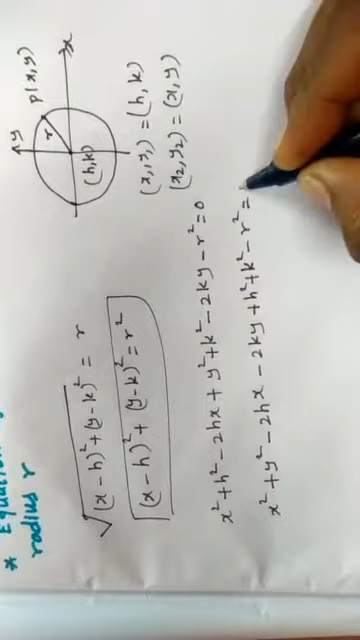 * Equation
radius r
√(x-h)²+(y-k)² = r
(x-h)² + (y-k)² = r²
x²+h²-2hx+y²+k²-2ky-r²=0
x²+y²-2hx-2ky+h²+k²-r²=
y
x
P(x,y)
r
(h,k)
(x₁,y₁) = (h,k)
(x₂,y₂) = (x,y)